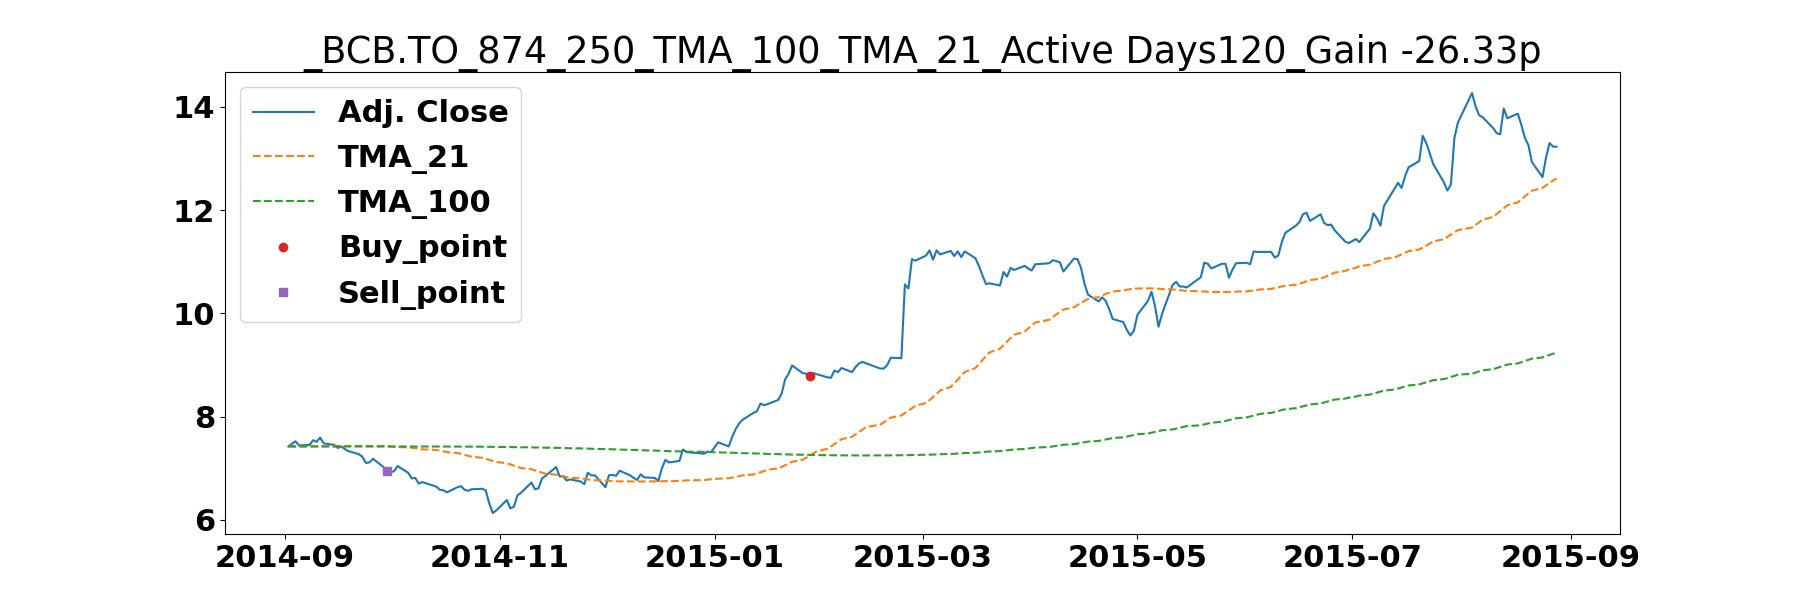 _BCB.TO_874_250_TMA_100_TMA_21_Active Days120_Gain -26.33p
14
12
10
8
6
Adj. Close
TMA_21
TMA_100
Buy_point
Sell_point
2014-09 2014-11 2015-01 2015-03 2015-05 2015-07 2015-09